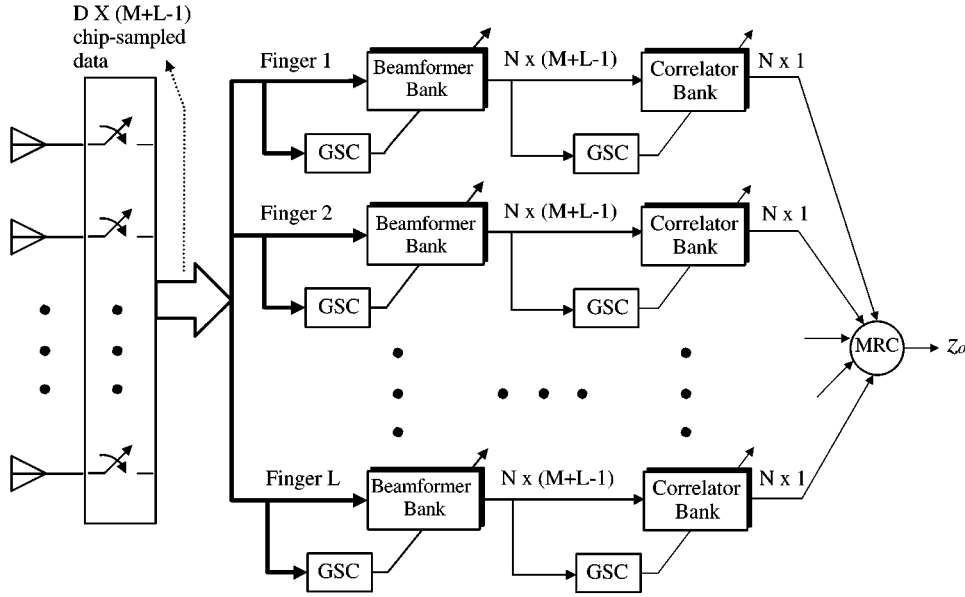 D X (M+L-1)
chip-sampled
data
Finger 1
Beamformer
Bank
N x (M+L-1)
Correlator
Bank
N x 1
GSC
GSC
Finger 2
Beamformer
Bank
N x (M+L-1)
Correlator
Bank
N x 1
GSC
GSC
MRC
zo
Finger L
Beamformer
Bank
N x (M+L-1)
Correlator
Bank
N x 1
GSC
GSC